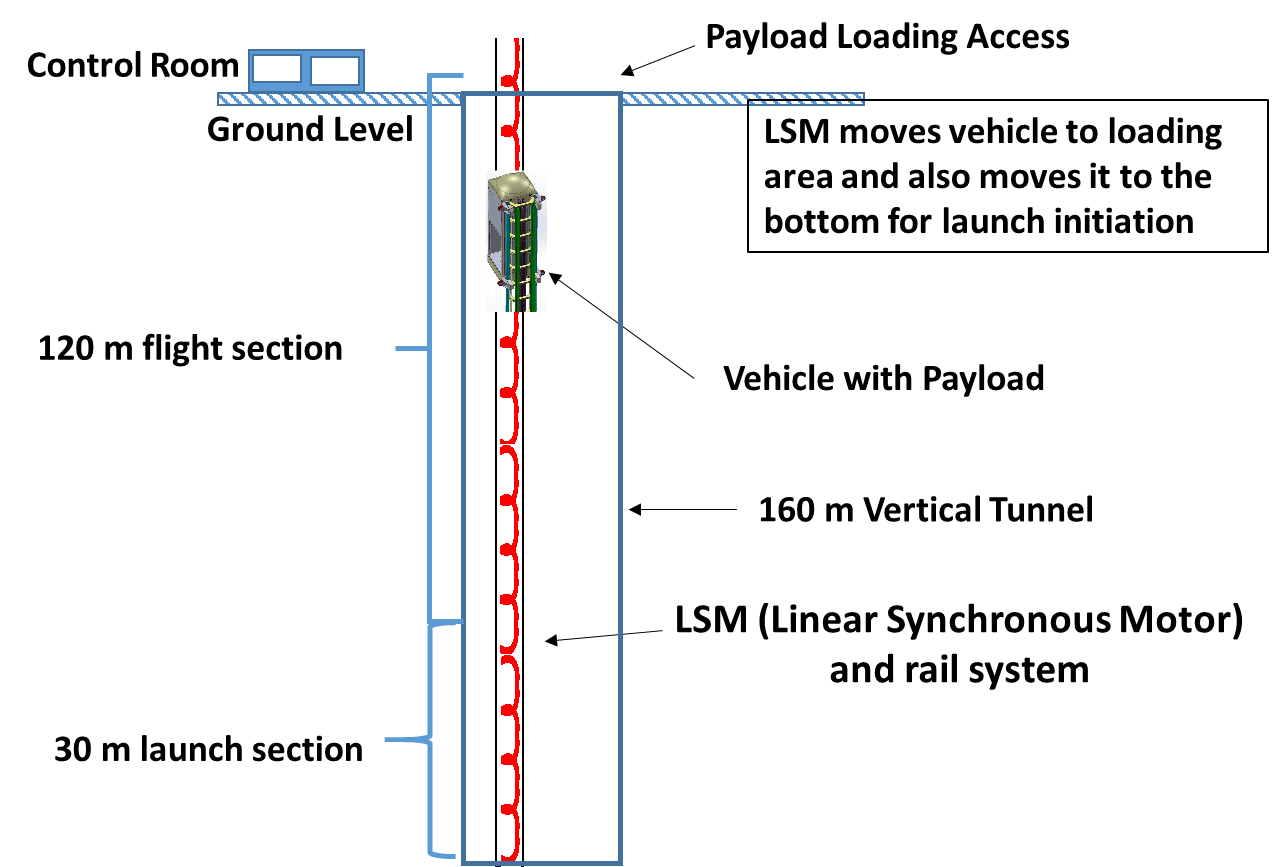 Payload Loading Access
Control Room
Ground Level
LSM moves vehicle to loading
area and also moves it to the
bottom for launch initiation
120 m flight section
Vehicle with Payload
160 m Vertical Tunnel
LSM (Linear Synchronous Motor)
and rail system
30 m launch section